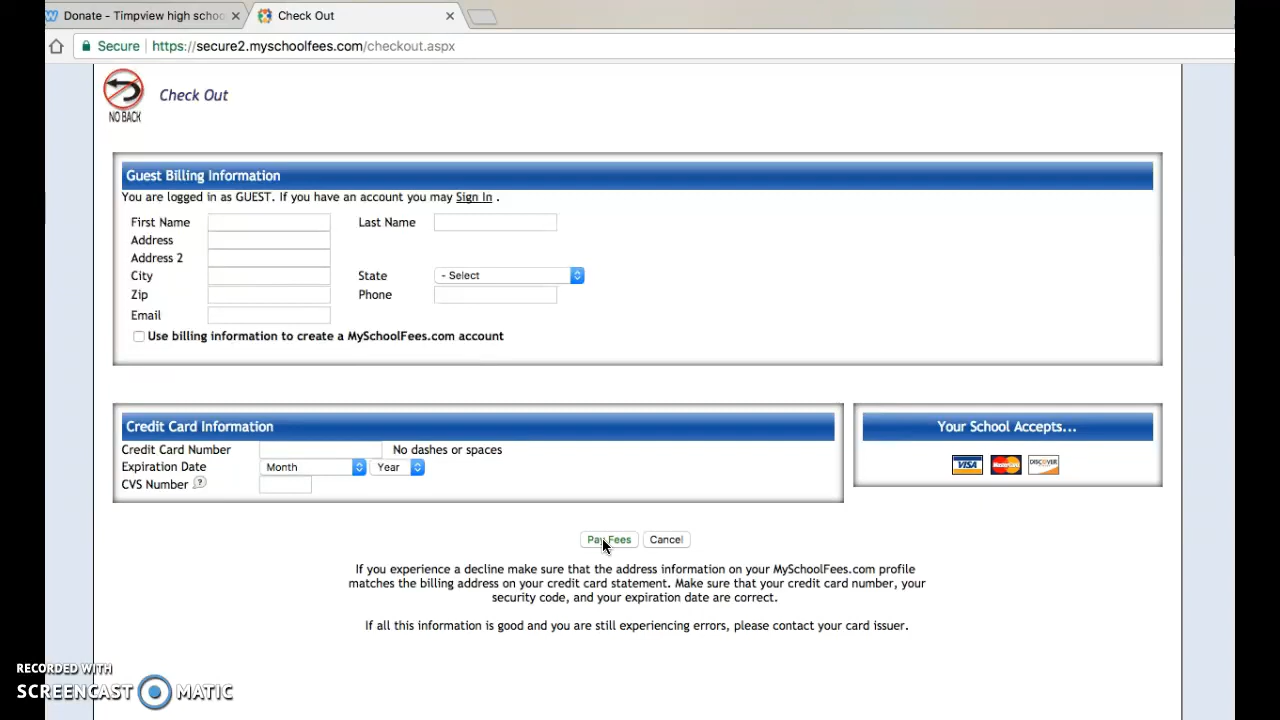 Donate - Timpview high schoo
Check Out
Secure https://secure2.myschoolfees.com/checkout.aspx
NO BACK
Check Out
Guest Billing Information
You are logged in as GUEST. If you have an account you may Sign In .
First Name Last Name
Address
Address 2
City State - Select
Zip Phone
Email
Use billing information to create a MySchoolFees.com account
Credit Card Information
Credit Card Number No dashes or spaces
Expiration Date Month Year
CVS Number ?
Your School Accepts...
VISA MasterCard DISCOVER
Pay Fees Cancel
If you experience a decline make sure that the address information on your MySchoolFees.com profile
matches the billing address on your credit card statement. Make sure that your credit card number, your
security code, and your expiration date are correct.
If all this information is good and you are still experiencing errors, please contact your card issuer.
RECORDED WITH
SCREENCAST MATIC